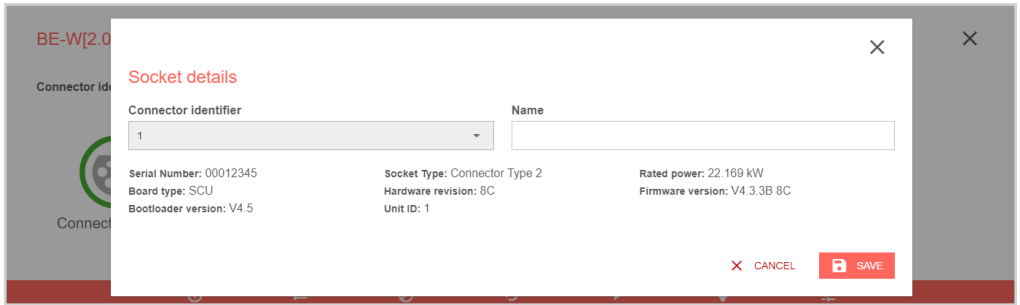 BE-W[2.0
Connector ide
Connect
Socket details
Connector identifier
Name
1
Serial Number: 00012345
Socket Type: Connector Type 2
Rated power: 22.169 kW
Board type: SCU
Hardware revision: 8C
Firmware version: V4.3.3B 8C
Bootloader version: V4.5
Unit ID: 1
CANCEL
SAVE